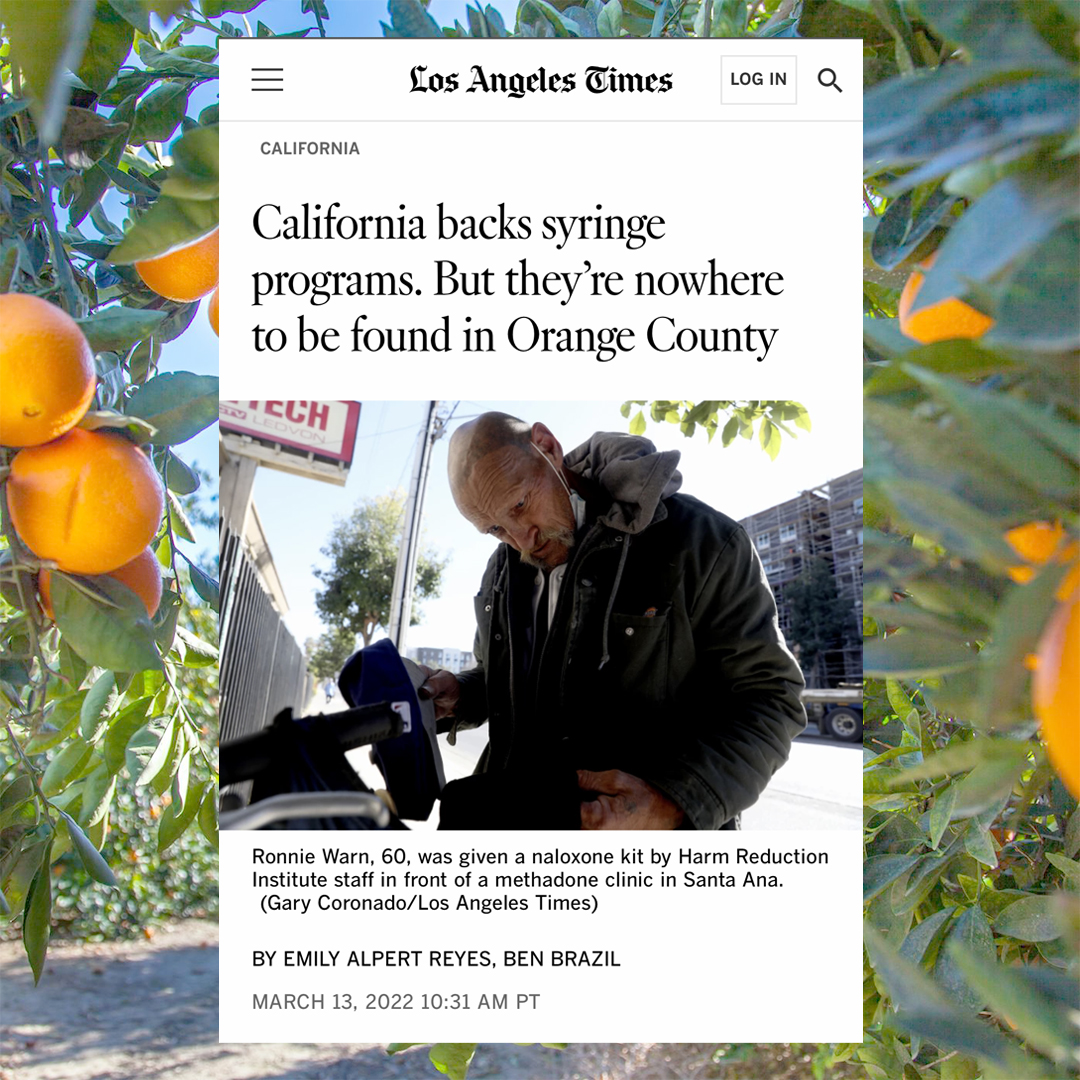 Los Angeles Times
LOG IN
CALIFORNIA
California backs syringe
programs. But they're nowhere
to be found in Orange County
TECH
CTV LEDVON
Ronnie Warn, 60, was given a naloxone kit by Harm Reduction
Institute staff in front of a methadone clinic in Santa Ana.
(Gary Coronado/Los Angeles Times)
BY EMILY ALPERT REYES, BEN BRAZIL
MARCH 13, 2022 10:31 AM PT